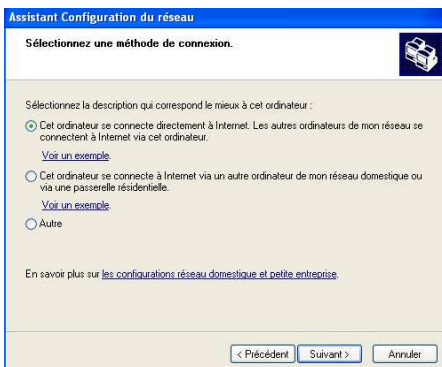 Assistant Configuration du réseau
Sélectionnez une méthode de connexion.
Sélectionnez la description qui correspond le mieux à cet ordinateur :
Cet ordinateur se connecte directement à Internet. Les autres ordinateurs de mon réseau se
connectent à Internet via cet ordinateur.
Voir un exemple.
Cet ordinateur se connecte à Internet via un autre ordinateur de mon réseau domestique ou
via une passerelle résidentielle.
Voir un exemple.
Autre
En savoir plus sur les configurations réseau domestique et petite entreprise.
< Précédent Suivant > Annuler